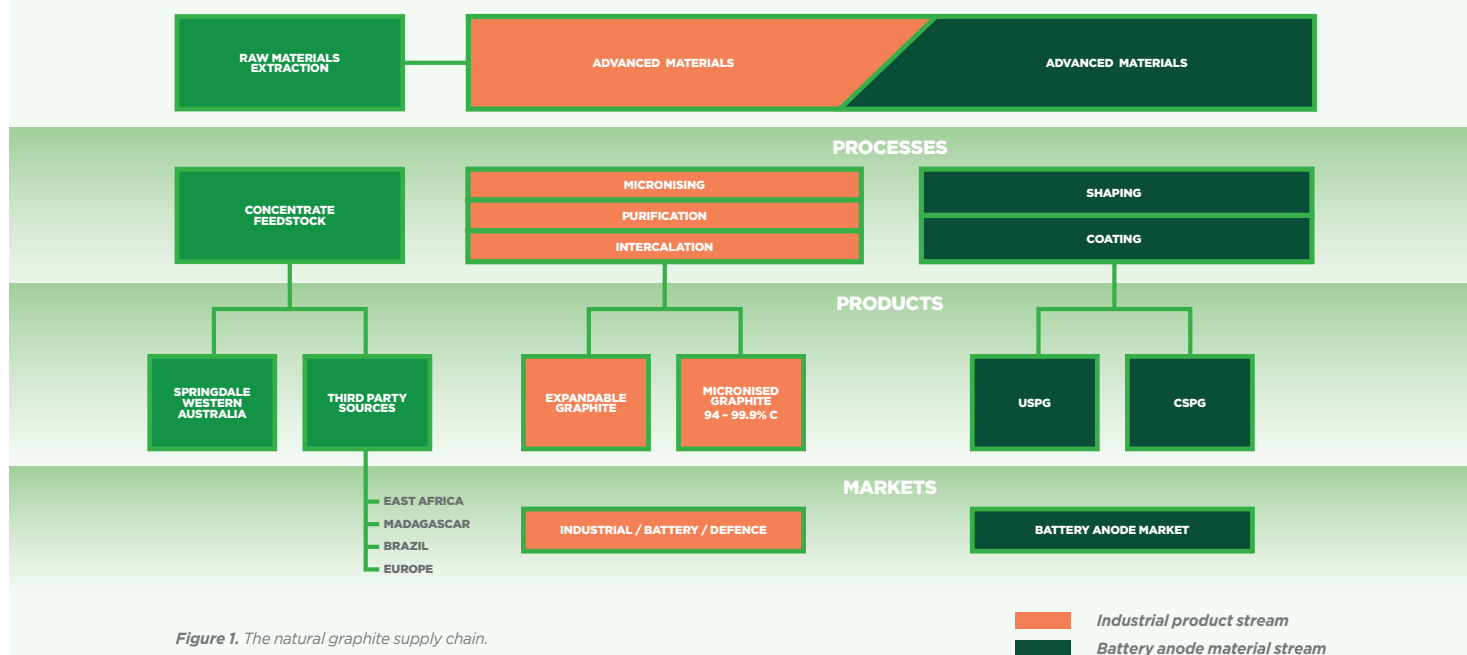 RAW MATERIALS
EXTRACTION
ADVANCED MATERIALS
ADVANCED MATERIALS
PROCESSES
CONCENTRATE
FEEDSTOCK
MICRONISING
PURIFICATION
INTERCALATION
SHAPING
COATING
PRODUCTS
SPRINGDALE
WESTERN
AUSTRALIA
THIRD PARTY
SOURCES
EXPANDABLE
GRAPHITE
MICRONISED
GRAPHITE
94 – 99.9% C
USPG
CSPG
MARKETS
EAST AFRICA
MADAGASCAR
BRAZIL
EUROPE
INDUSTRIAL / BATTERY / DEFENCE
BATTERY ANODE MARKET
Figure 1. The natural graphite supply chain.
Industrial product stream
Battery anode material stream